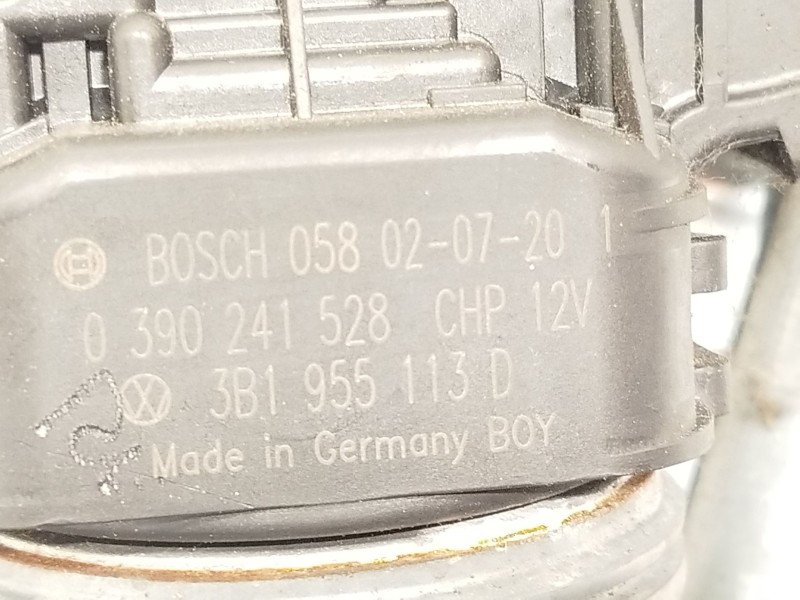 BOSCH 058 02-07-20 1
0 390 241 528 CHP 12V
3B1 955 113 D
Made in Germany BOY